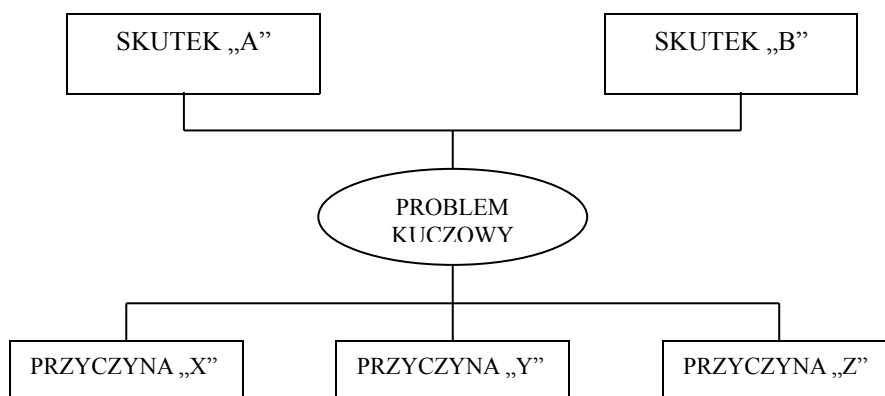 SKUTEK „A”
SKUTEK „B”
PROBLEM
KUCZOWY
PRZYCZYNA „X”
PRZYCZYNA „Y”
PRZYCZYNA „Z”